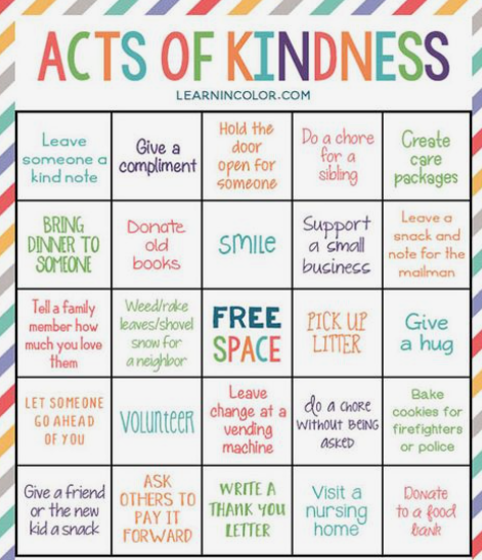 ACTS OF KINDNESS
LEARNINCOLOR.COM
Leave
someone a
kind note
Give a
compliment
Hold the
door
open for
someone
Do a chore
for a
sibling
Create
care
packages
BRING
DINNER TO
SOMEONE
Donate
old
books
smile
Support
a small
business
Leave a
snack and
note for the
mailman
Tell a family
member how
much you love
them
Weed/rake
leaves/shovel
snow for
a neighbor
FREE
SPACE
PICK UP
LITTER
Give
a hug
LET SOMEONE
GO AHEAD
OF YOU
VOLUNTEER
Leave
change at a
vending
machine
do a chore
WITHOUT BEING
ASKED
Bake
cookies for
firefighters
or police
Give a friend
or the new
kid a snack
ASK
OTHERS TO
PAY IT
FORWARD
WRITE A
THANK YOU
LETTER
Visit a
nursing
home
Donate
to a food
bank